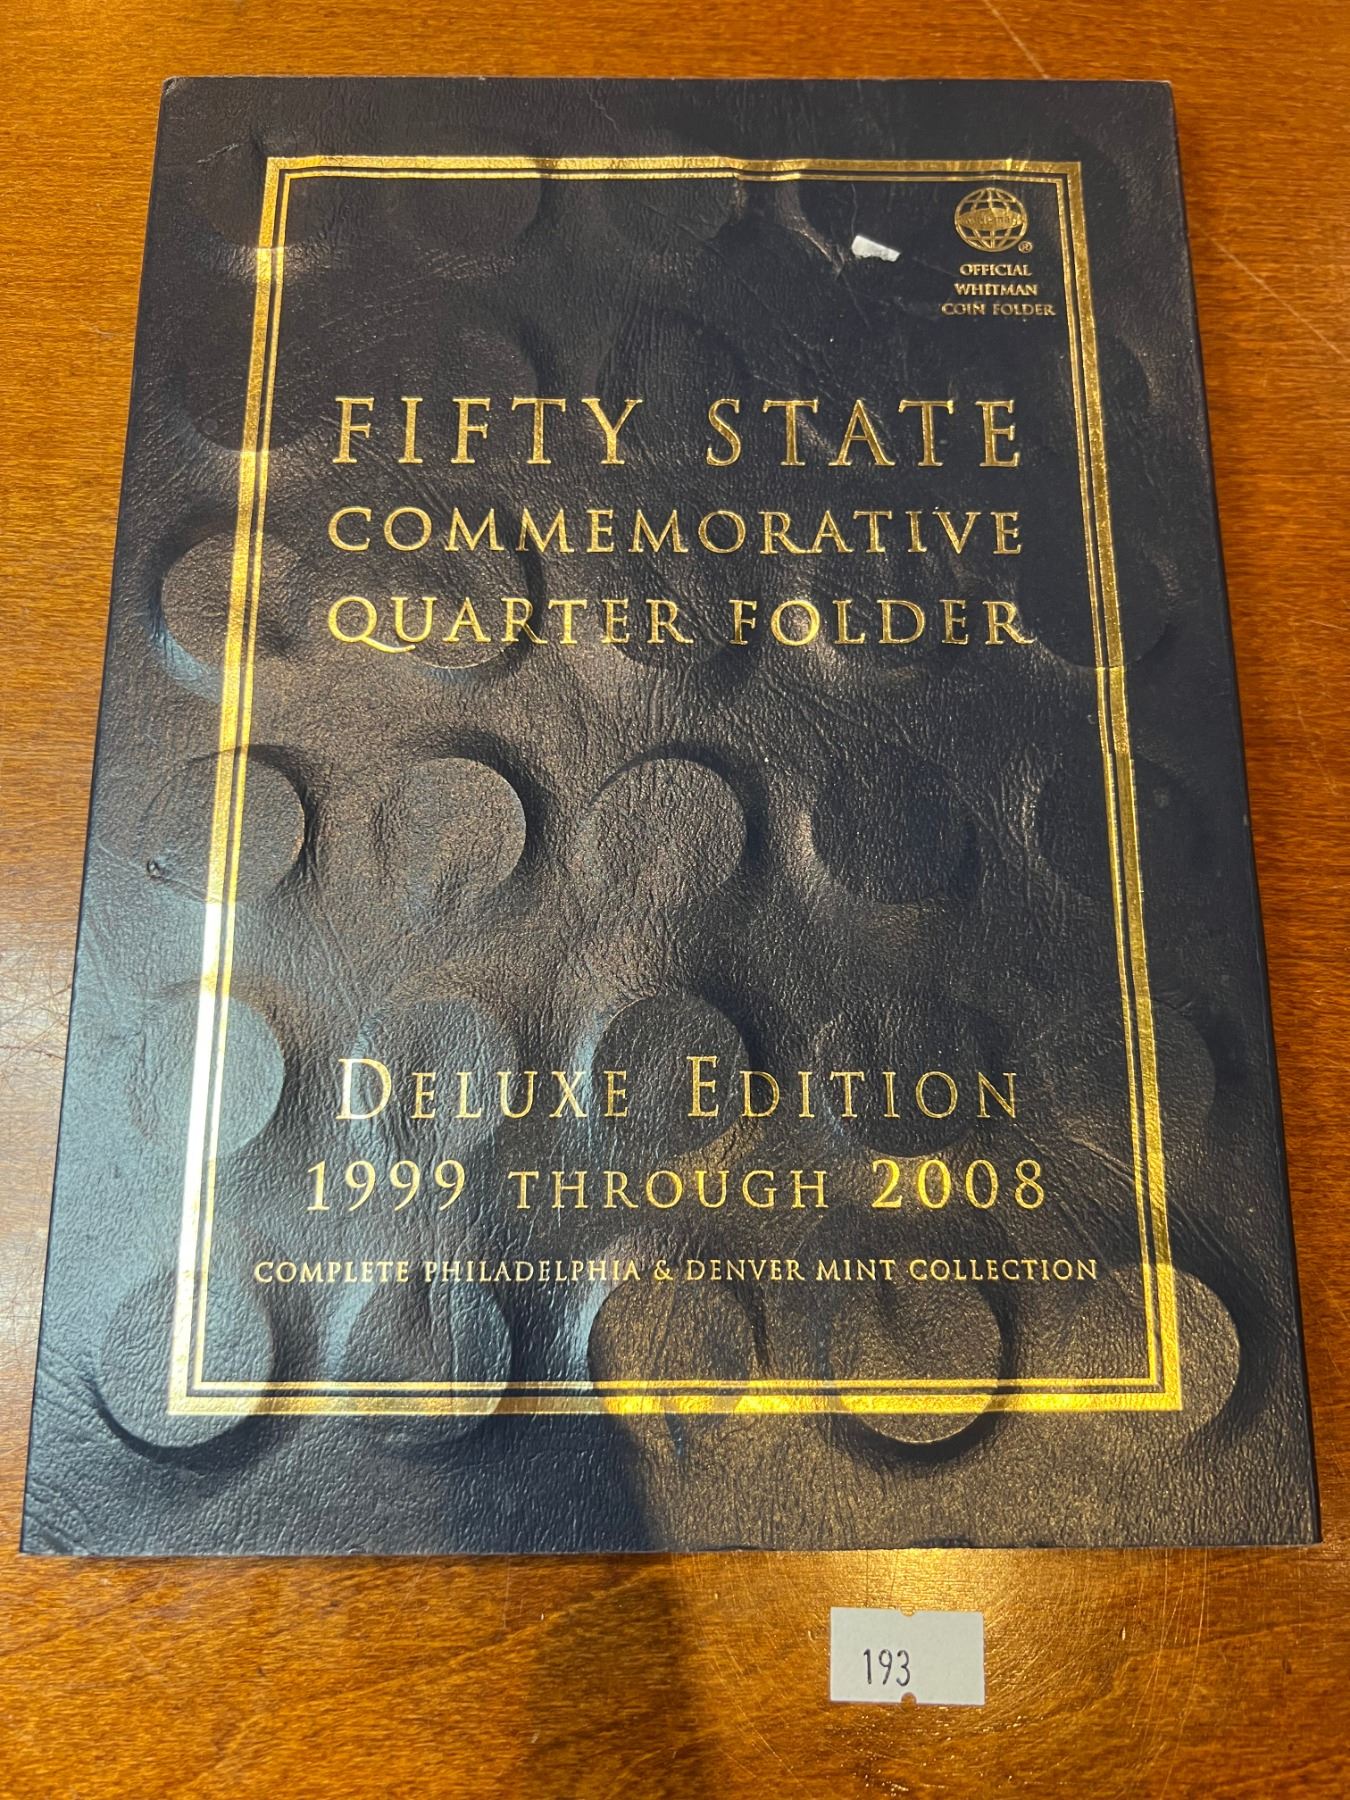 ®
OFFICIAL
WHITMAN
COIN FOLDER
FIFTY STATE
COMMEMORATIVE
QUARTER FOLDER
DELUXE EDITION
1999 THROUGH 2008
COMPLETE PHILADELPHIA & DENVER MINT COLLECTION
193